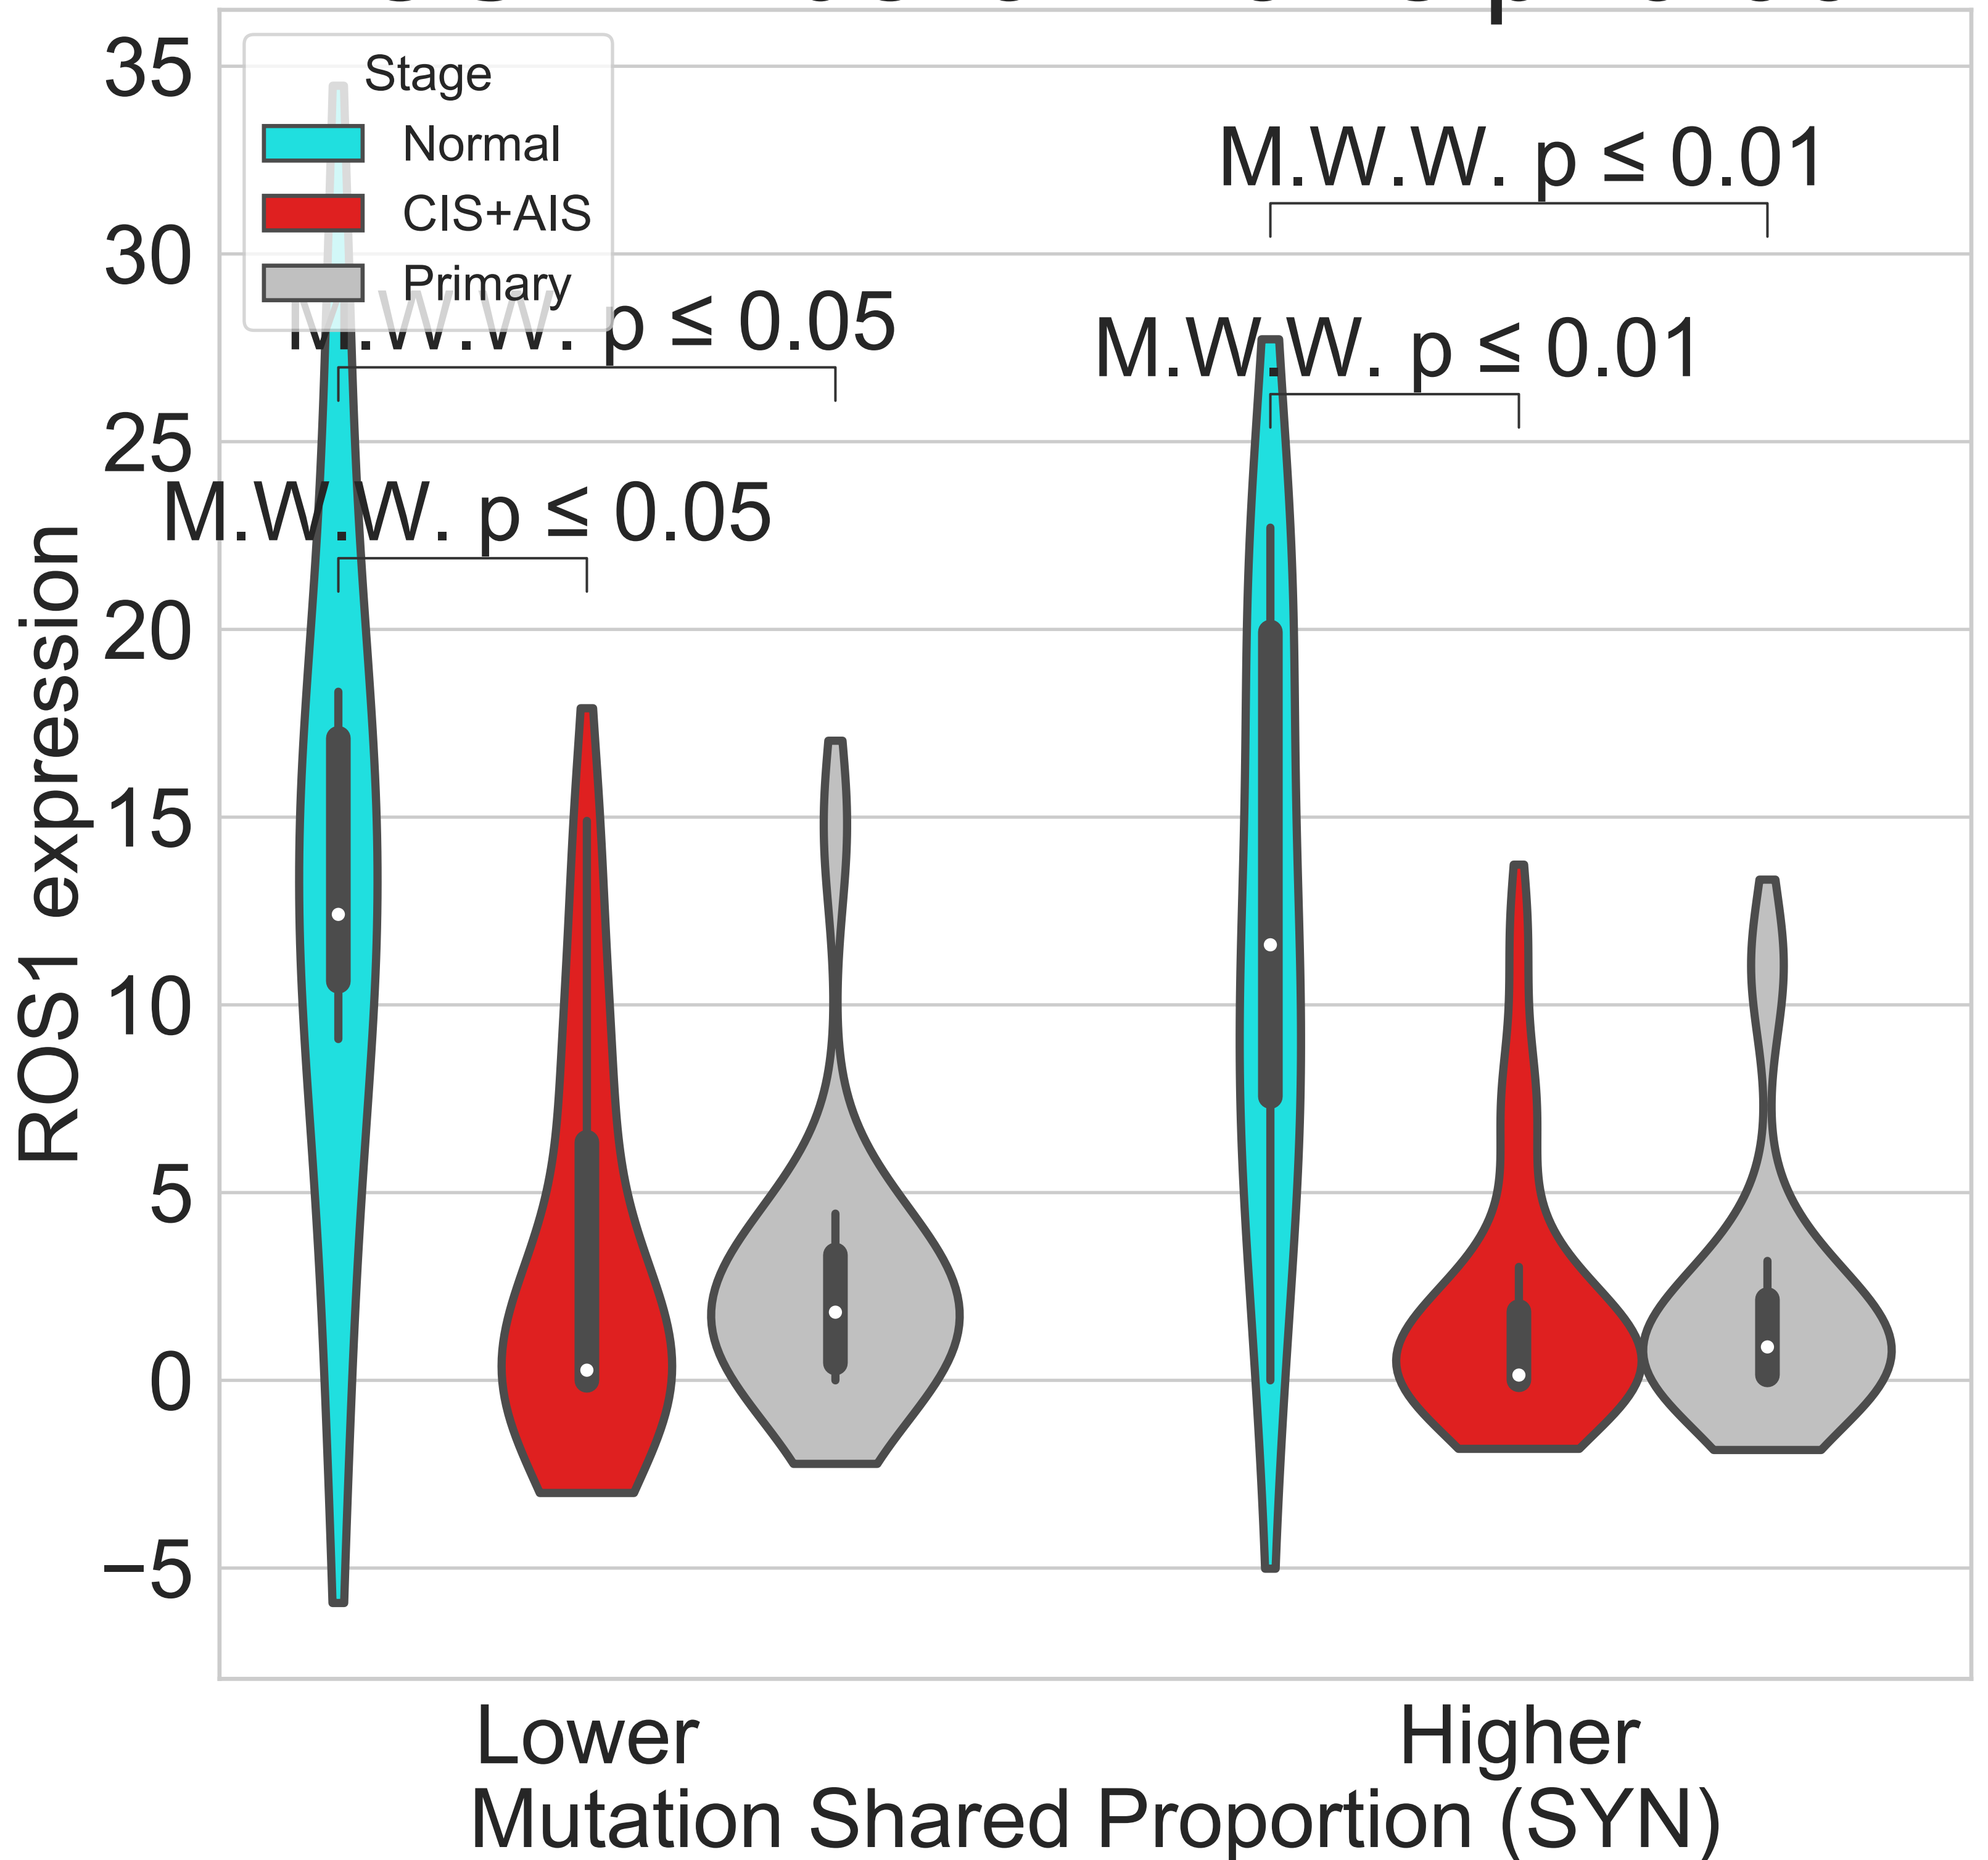 35
30
25
20
15
10
5
0
−5
ROS1 expression
Stage
Normal
CIS+AIS
Primary
M.W.W. p ≤ 0.01
M.W.W. p ≤ 0.05
M.W.W. p ≤ 0.01
M.W.W. p ≤ 0.05
Lower Higher
Mutation Shared Proportion (SYN)